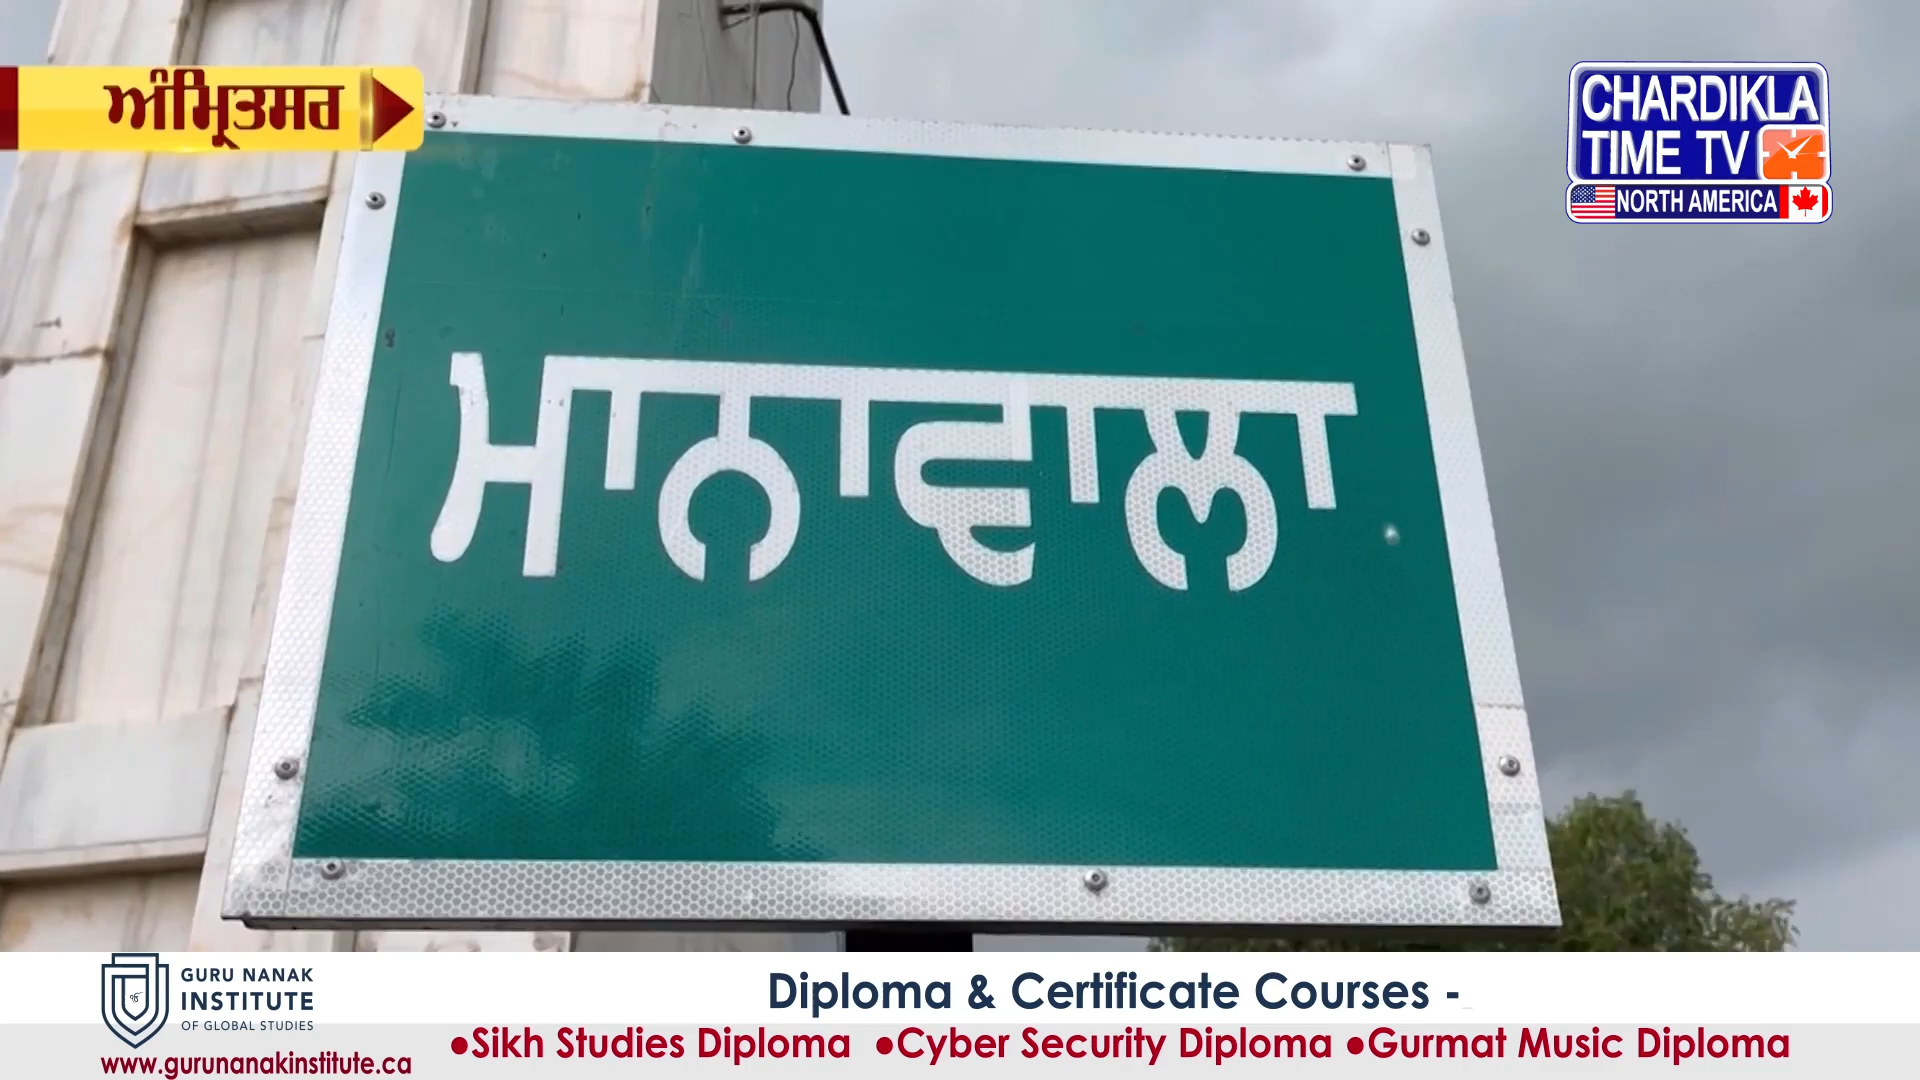 ਅੰਮ੍ਰਿਤਸਰ
CHARDIKLA
TIME TV
NORTH AMERICA
ਮਾਨਾਵਾਲਾ
GURU NANAK
INSTITUTE
OF GLOBAL STUDIES
www.gurunanakinstitute.ca
Diploma & Certificate Courses -
●Sikh Studies Diploma ●Cyber Security Diploma ●Gurmat Music Diploma